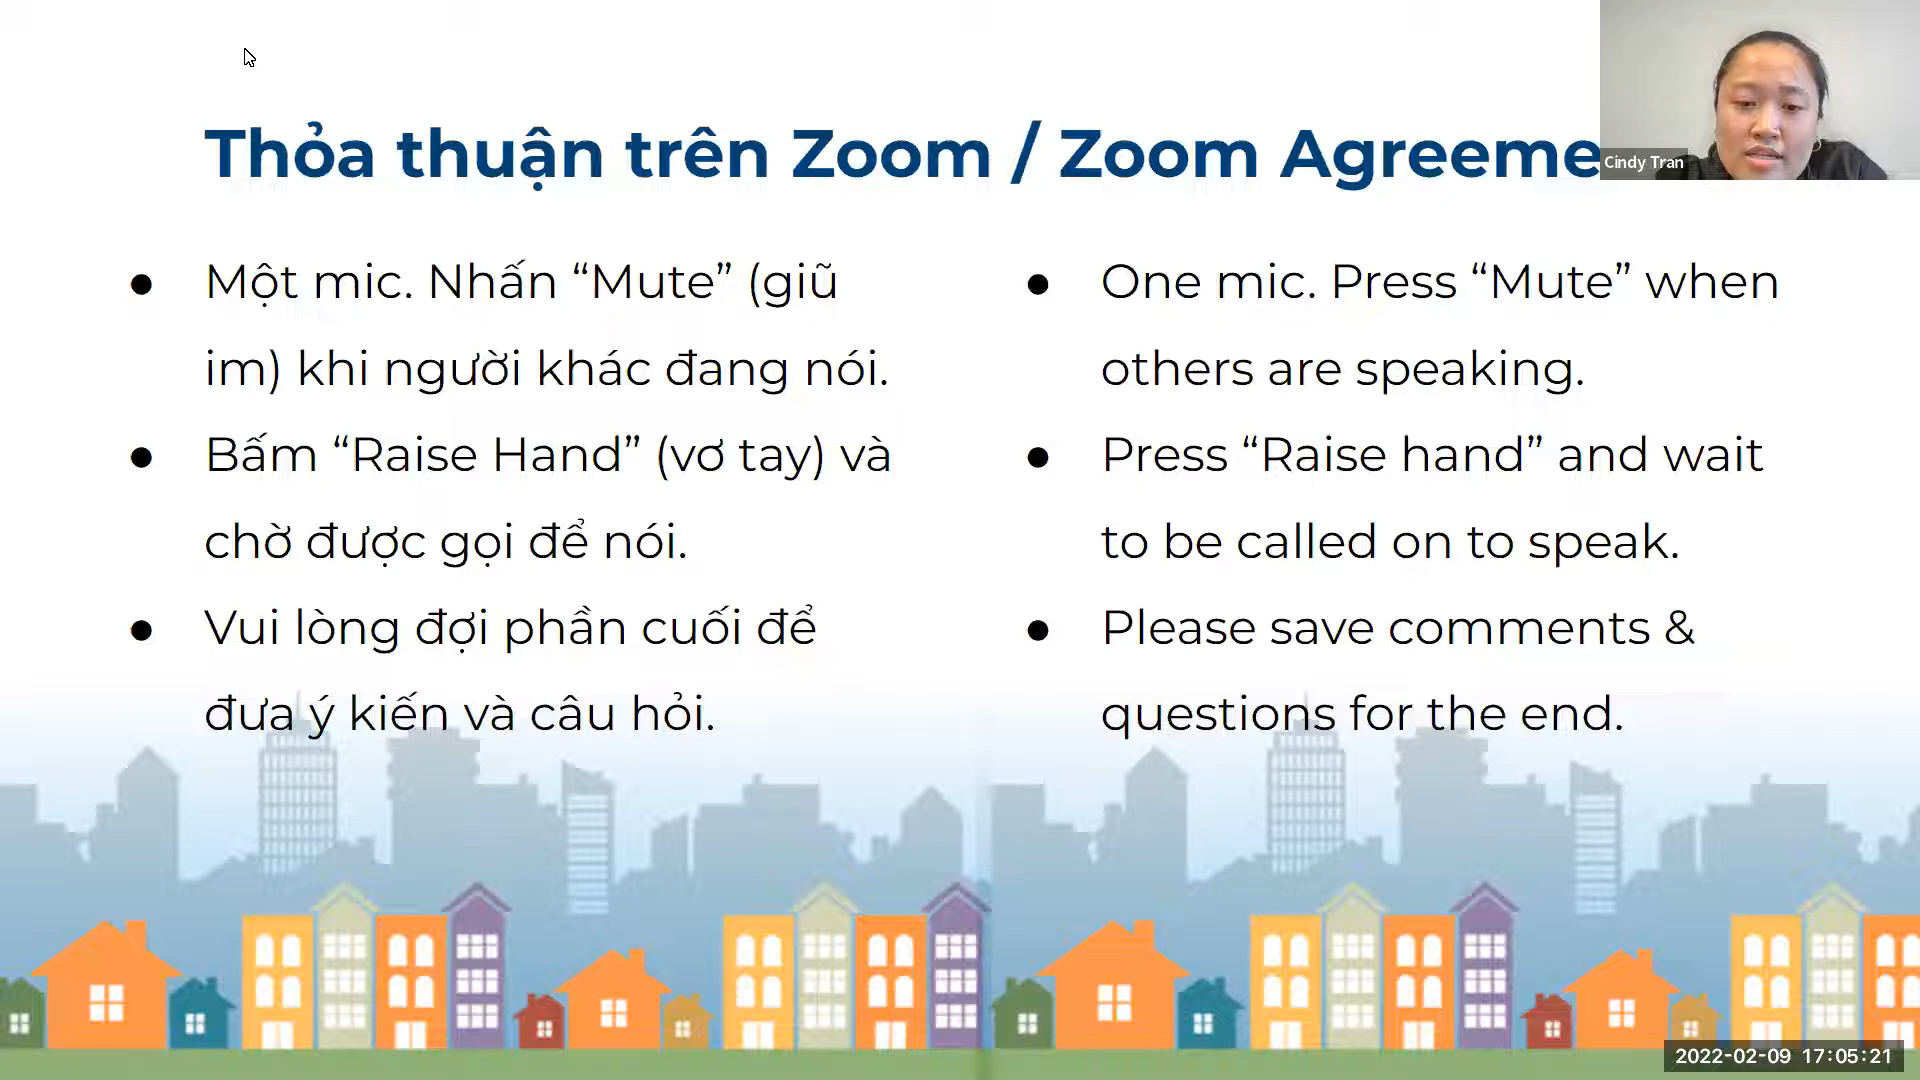 Thỏa thuận trên Zoom / Zoom Agreeme
Cindy Tran
Một mic. Nhấn “Mute” (giũ
im) khi người khác đang nói.
Bấm “Raise Hand” (vơ tay) và
chờ được gọi để nói.
Vui lòng đợi phần cuối để
đưa ý kiến và câu hỏi.
One mic. Press “Mute” when
others are speaking.
Press “Raise hand” and wait
to be called on to speak.
Please save comments &
questions for the end.
2022-02-09 17:05:21